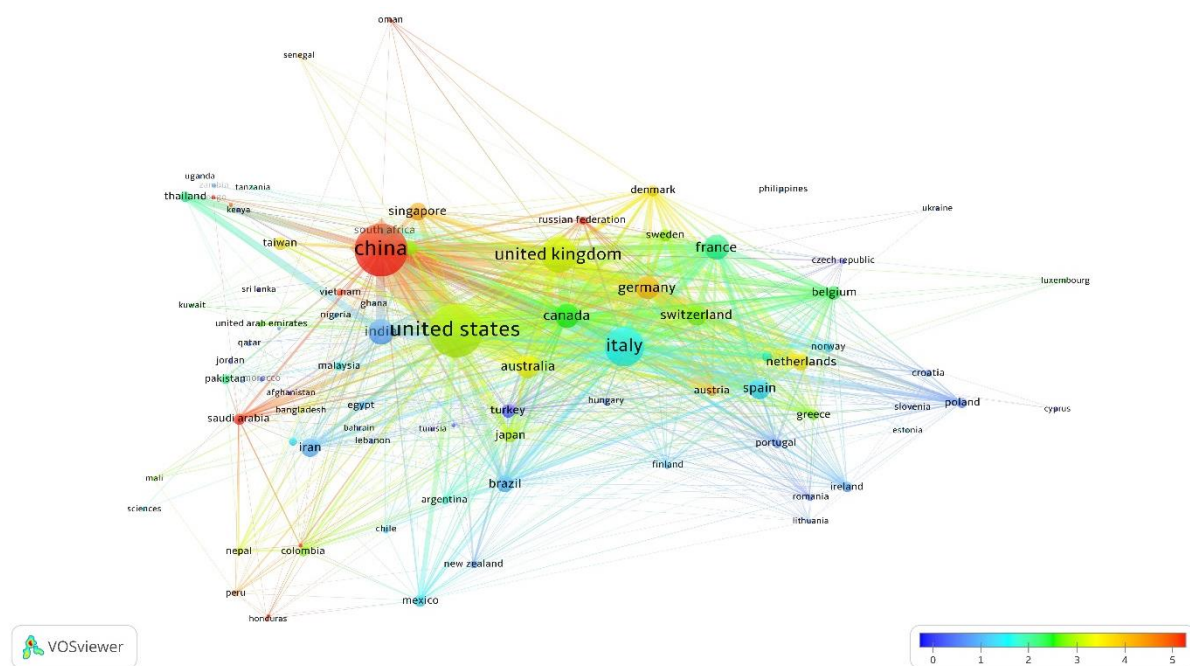 oman
senegal
uganda
zambia
tanzania
thailand
kenya
singapore
south africa
denmark
philippines
ukraine
russian federation
taiwan
china
united kingdom
sweden
france
czech republic
sri lanka
viet nam
germany
belgium
luxembourg
kuwait
ghana
nigeria
canada
switzerland
united arab emirates
india
united states
qatar
italy
norway
jordan
malaysia
australia
netherlands
croatia
pakistan
morocco
afghanistan
austria
spain
bangladesh
egypt
turkey
hungary
slovenia
poland
cyprus
saudi arabia
greece
bahrain
tunisia
estonia
iran
lebanon
japan
portugal
finland
mali
brazil
ireland
argentina
romania
sciences
lithuania
chile
nepal
colombia
new zealand
peru
mexico
honduras
VOSviewer
0 1 2 3 4 5